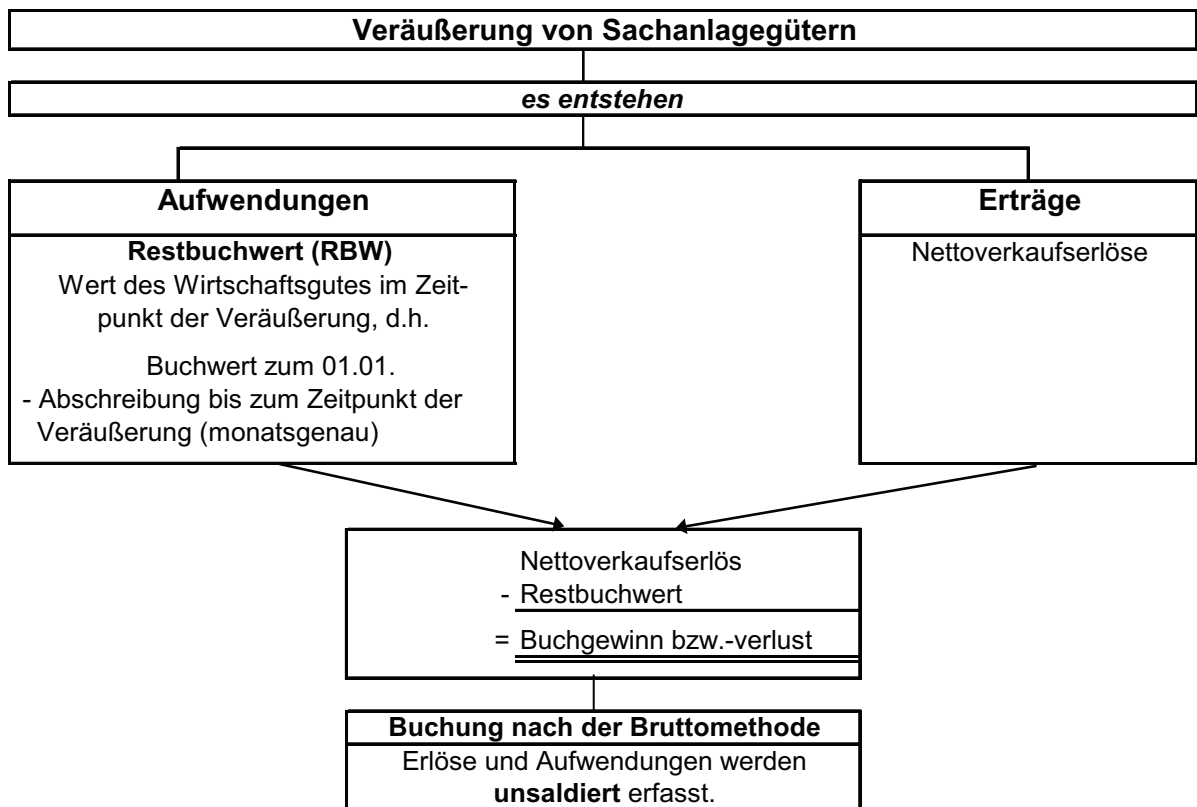 Veräußerung von Sachanlagegütern
es entstehen
Aufwendungen
Restbuchwert (RBW)
Wert des Wirtschaftsgutes im Zeit-
punkt der Veräußerung, d.h.
Buchwert zum 01.01.
- Abschreibung bis zum Zeitpunkt der
Veräußerung (monatsgenau)
Erträge
Nettoverkaufserlöse
Nettoverkaufserlös
- Restbuchwert
= Buchgewinn bzw.-verlust
Buchung nach der Bruttomethode
Erlöse und Aufwendungen werden
unsaldiert erfasst.